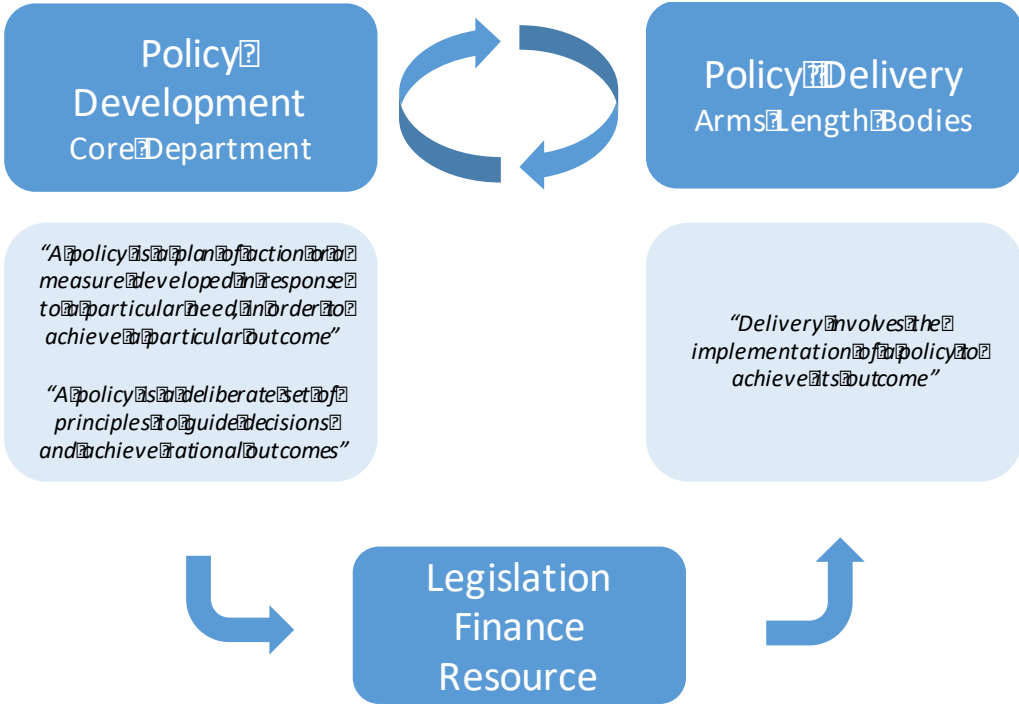 Policy
Development
Core Department
Policy Delivery
Arms Length Bodies
“A policy is a plan of action or a
measure developed in response
to a particular need, in order to
achieve a particular outcome”
“A policy is a deliberate set of
principles to guide decisions
and achieve rational outcomes”
“Delivery involves the
implementation of a policy to
achieve its outcome”
Legislation
Finance
Resource